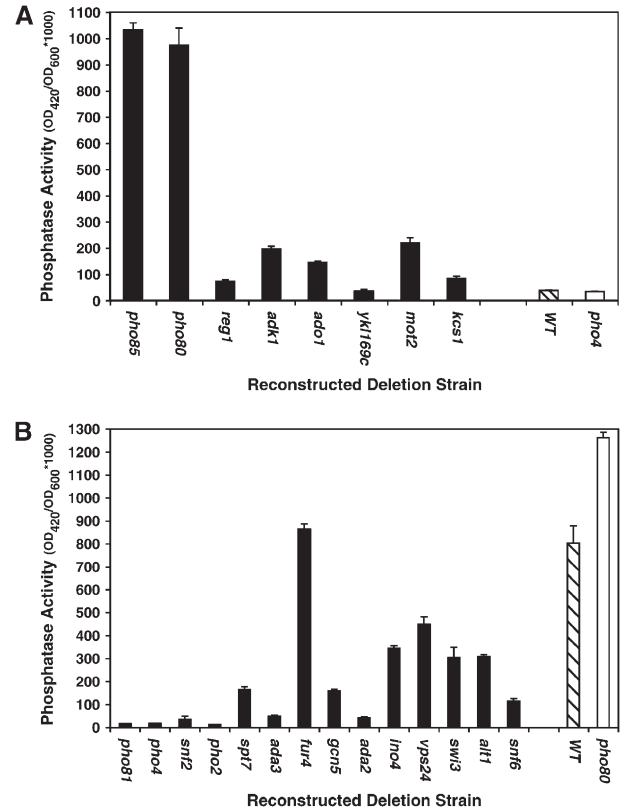 A
Phosphatase Activity (OD420/OD600*1000)
1100
1000
900
800
700
600
500
400
300
200
100
0
pho85
pho80
reg1
adk1
ado1
ykl169c
mot2
kcs1
WT
pho4
Reconstructed Deletion Strain
B
Phosphatase Activity (OD420/OD600*1000)
1300
1200
1100
1000
900
800
700
600
500
400
300
200
100
0
pho81
pho4
snf2
pho2
spt7
ada3
fur4
gcn5
ada2
ino4
vps24
swi3
alt1
snf6
WT
pho80
Reconstructed Deletion Strain